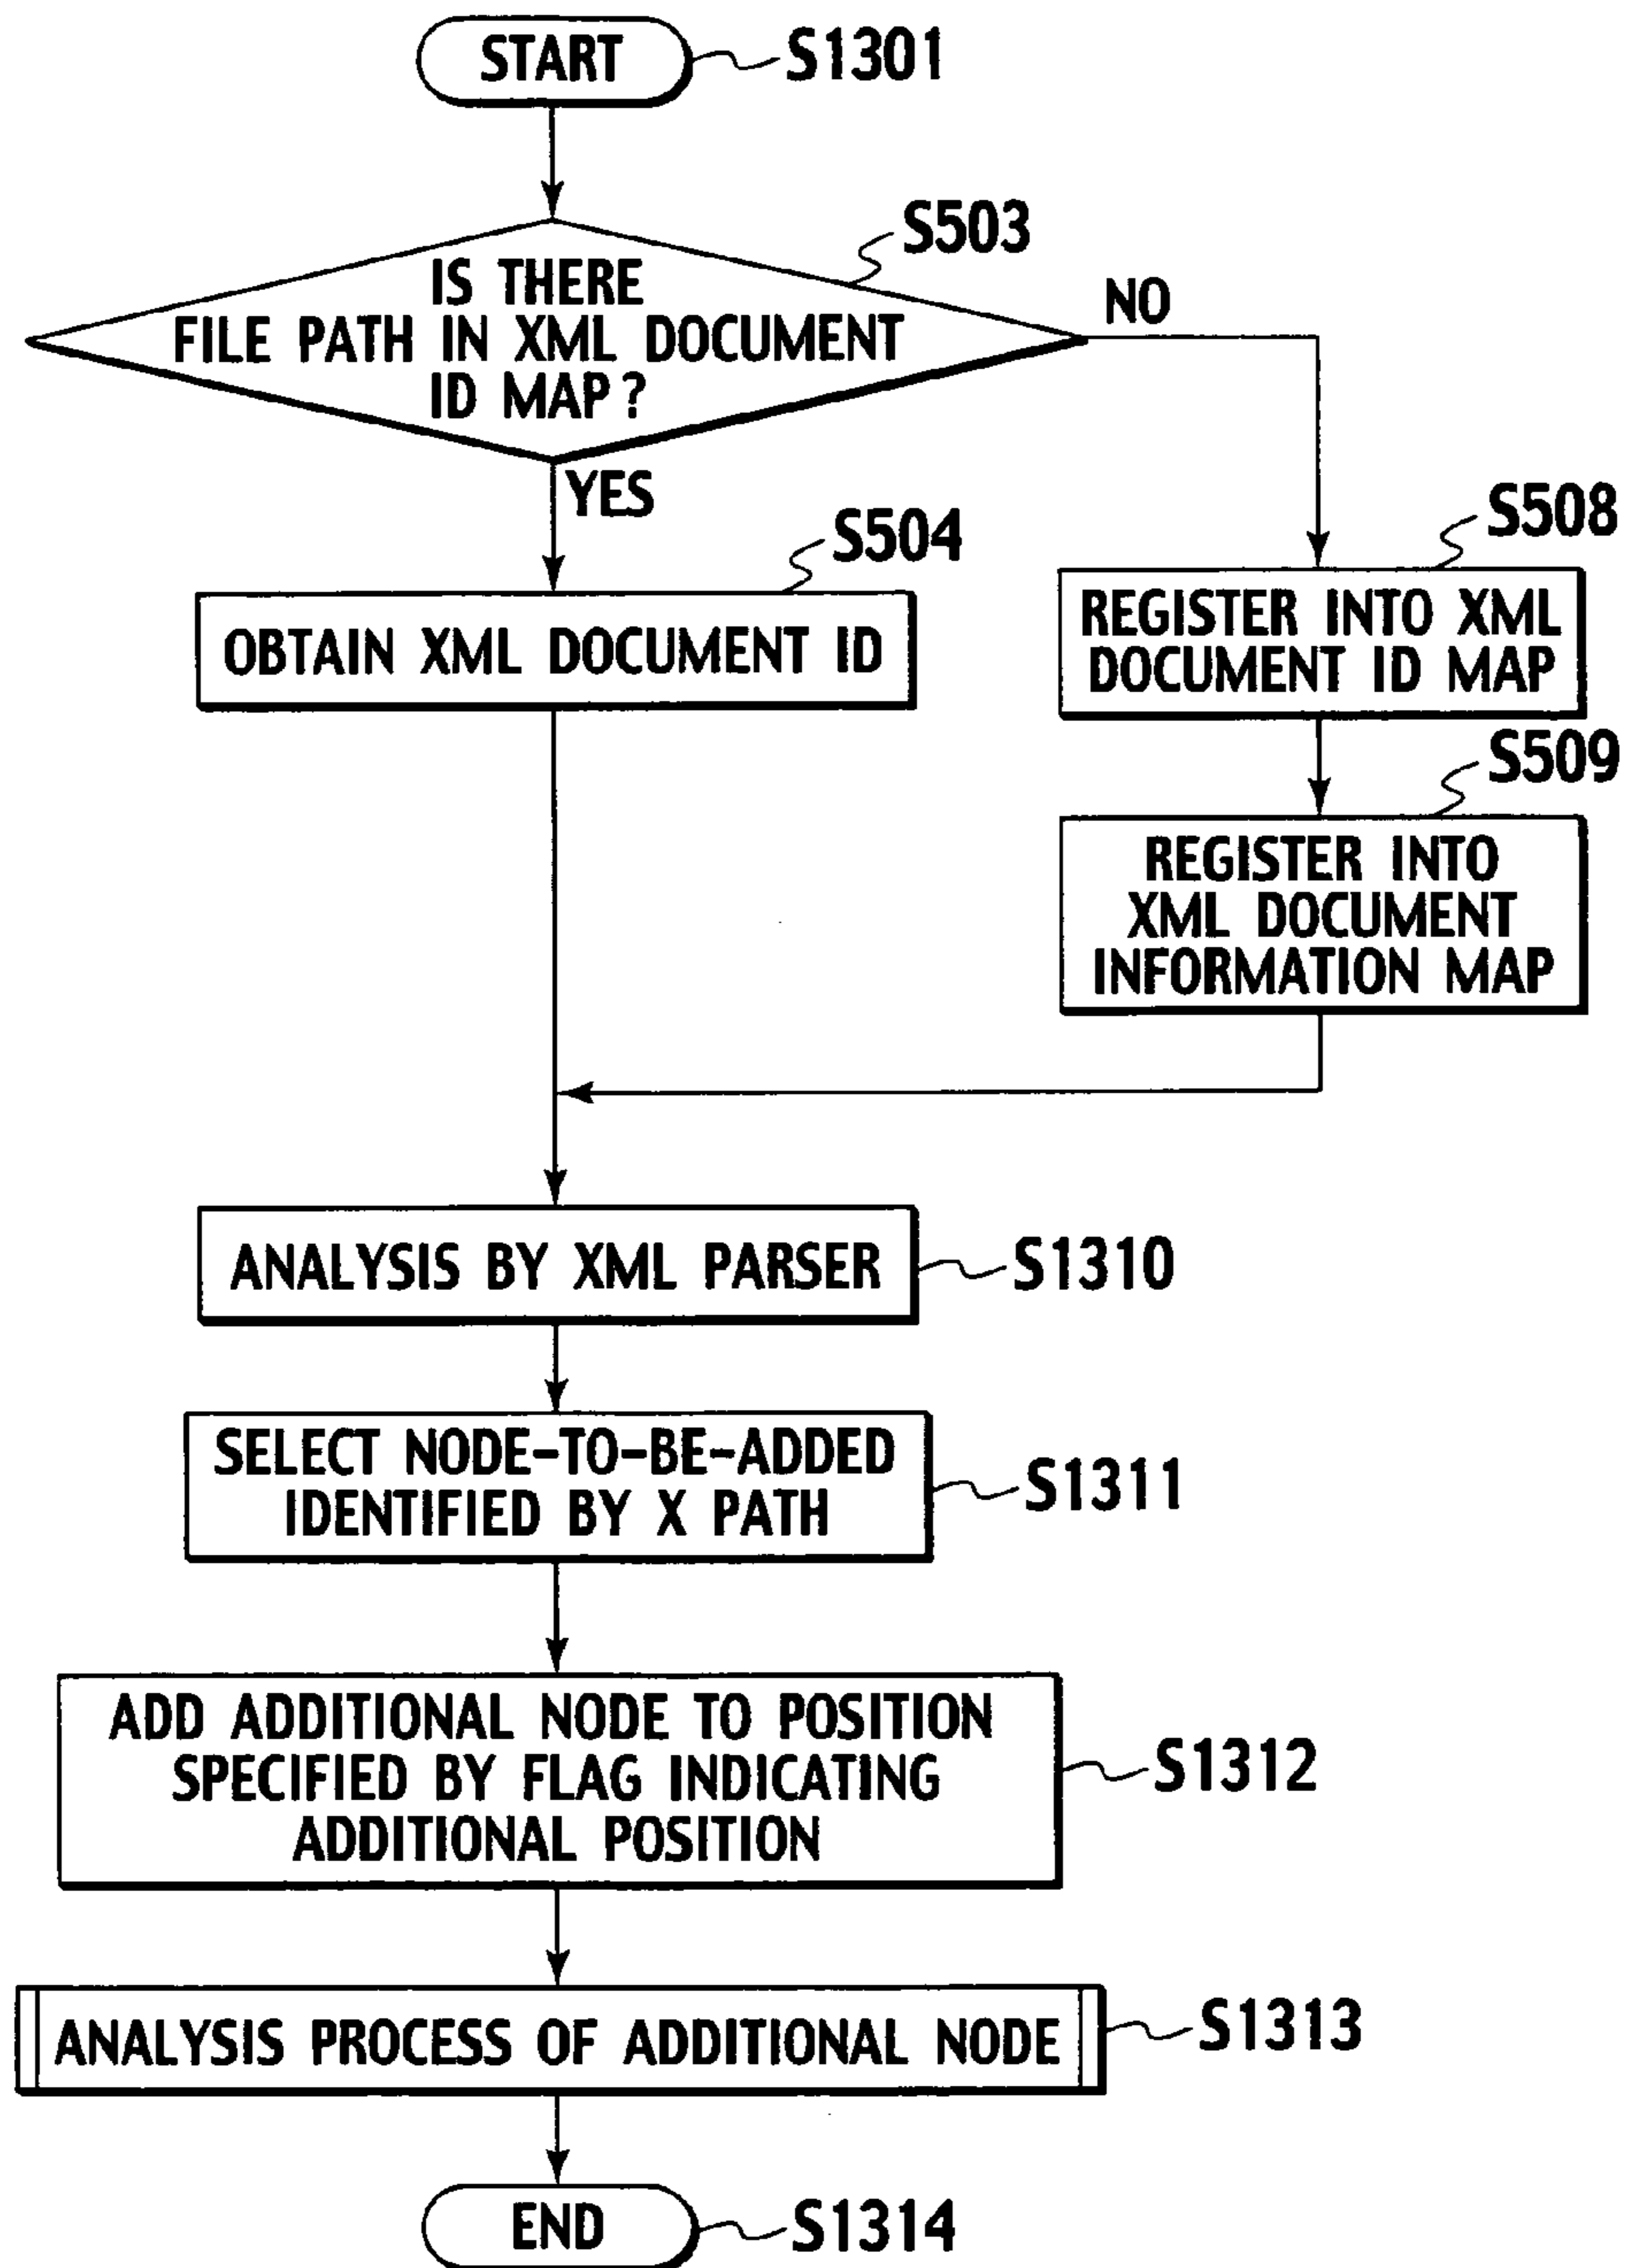 START
S1301
S503
IS THERE
FILE PATH IN XML DOCUMENT
ID MAP?
NO
YES
S504
OBTAIN XML DOCUMENT ID
S508
REGISTER INTO XML
DOCUMENT ID MAP
S509
REGISTER INTO
XML DOCUMENT
INFORMATION MAP
ANALYSIS BY XML PARSER
S1310
SELECT NODE-TO-BE-ADDED
IDENTIFIED BY X PATH
S1311
ADD ADDITIONAL NODE TO POSITION
SPECIFIED BY FLAG INDICATING
ADDITIONAL POSITION
S1312
ANALYSIS PROCESS OF ADDITIONAL NODE
S1313
END
S1314